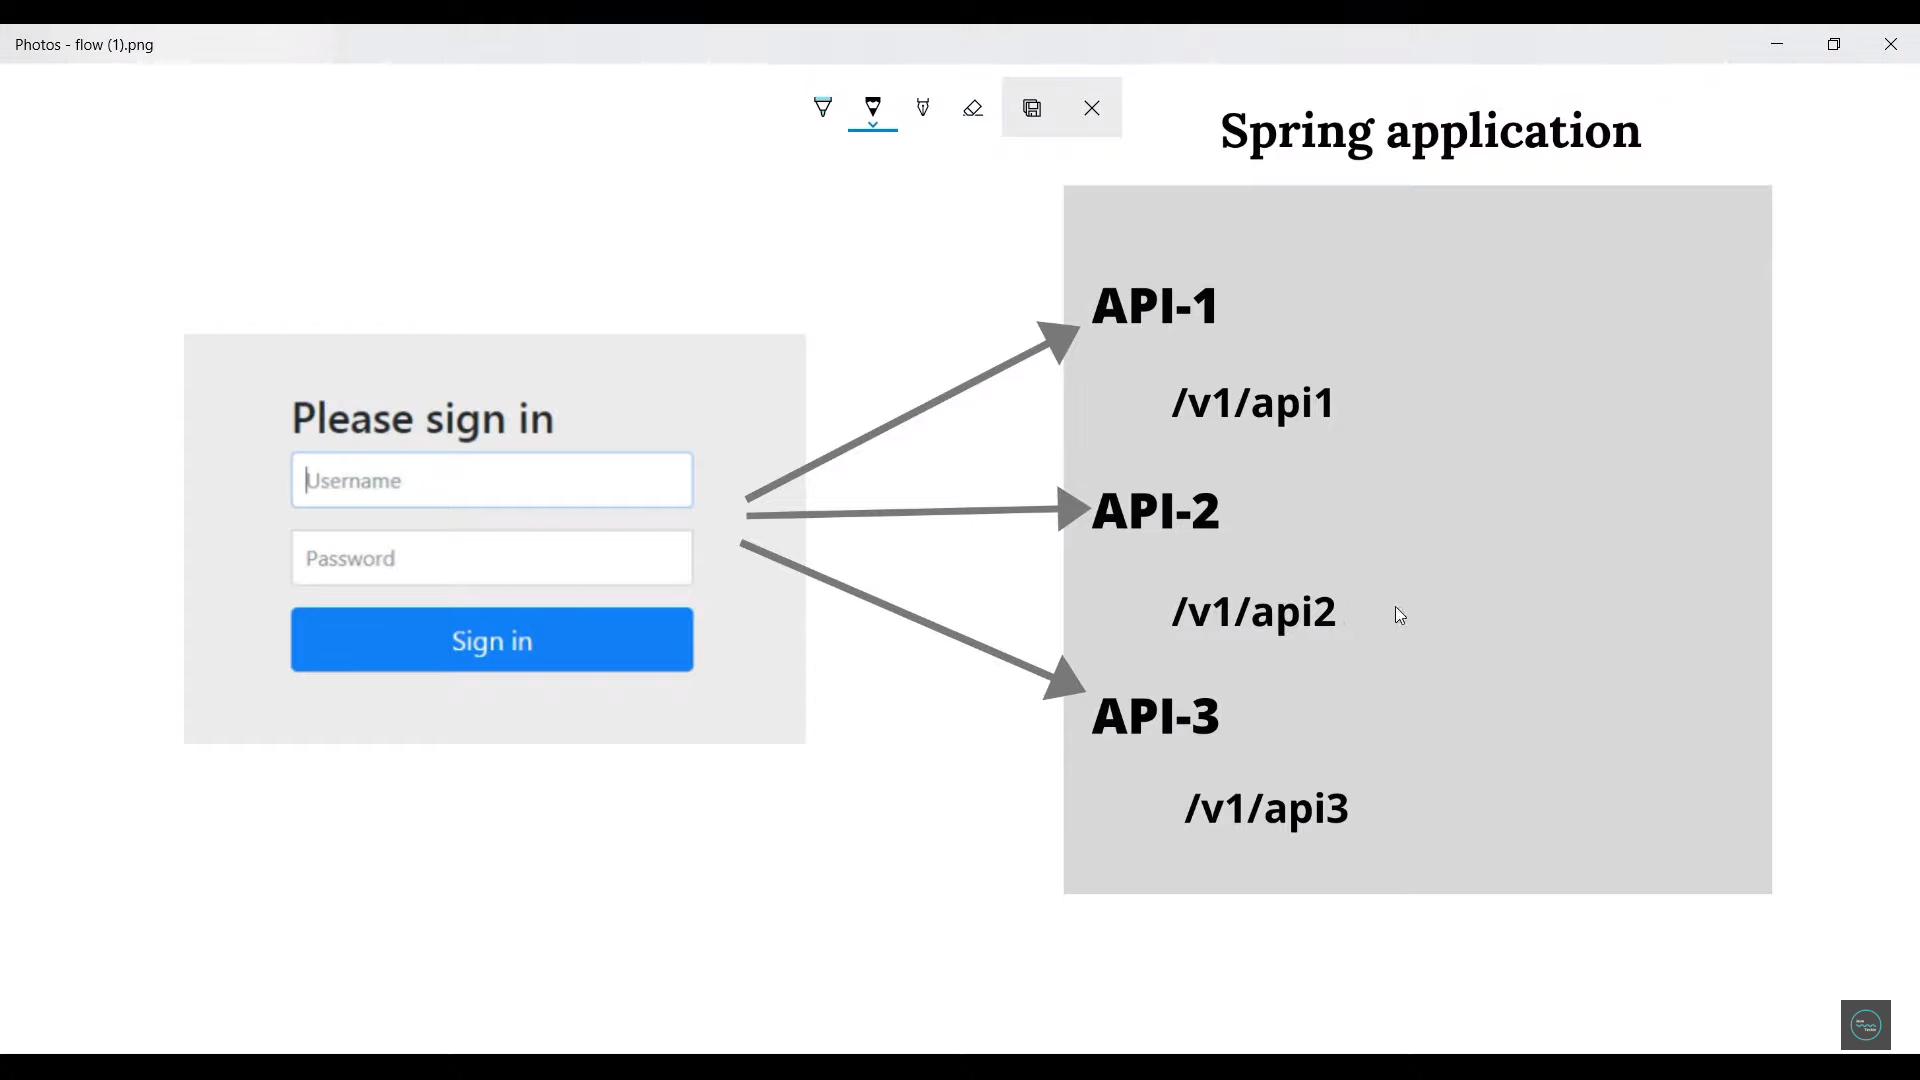 Photos - flow (1).png
Spring application
Please sign in
Username
Password
Sign in
API-1
/v1/api1
API-2
/v1/api2
API-3
/v1/api3